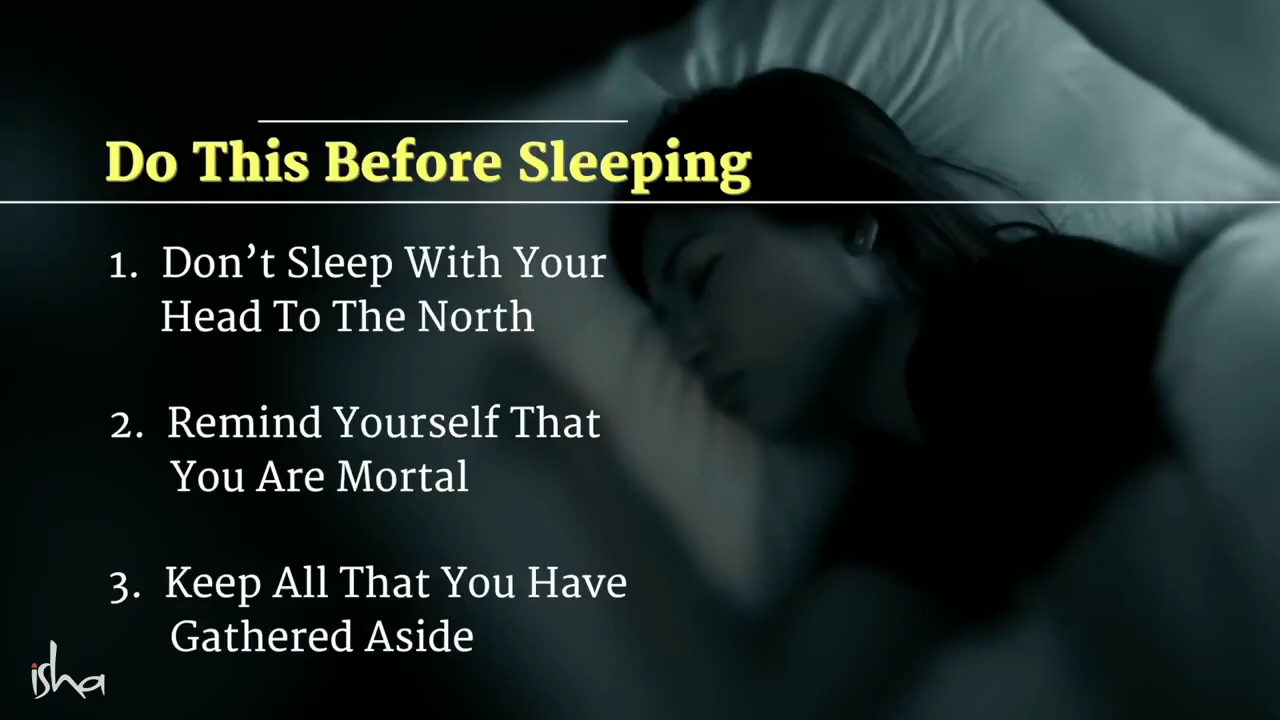 Do This Before Sleeping
1. Don’t Sleep With Your
Head To The North
2. Remind Yourself That
You Are Mortal
3. Keep All That You Have
Gathered Aside
isha